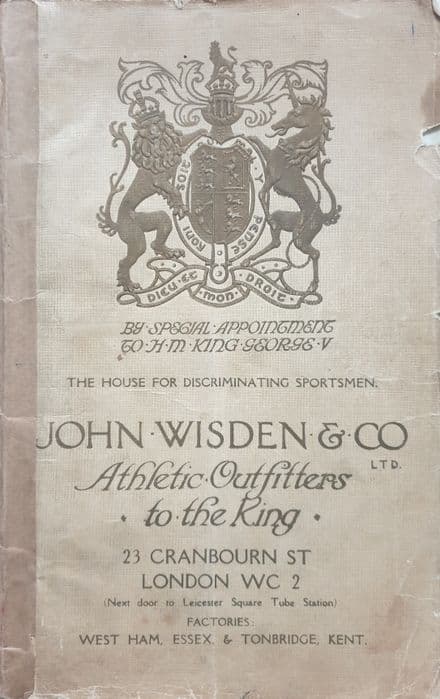 HONI SOIT QUI MAL Y PENSE
DIEU·ET·MON·DROIT·
BY·SPECIAL·APPOINTMENT
TO·H·M·KING·GEORGE·V
THE HOUSE FOR DISCRIMINATING SPORTSMEN.
JOHN·WISDEN·&·CO
LTD.
Athletic·Outfitters
·to·the·King·
23 CRANBOURN ST
LONDON WC 2
(Next door to Leicester Square Tube Station)
FACTORIES:
WEST HAM, ESSEX. & TONBRIDGE, KENT.